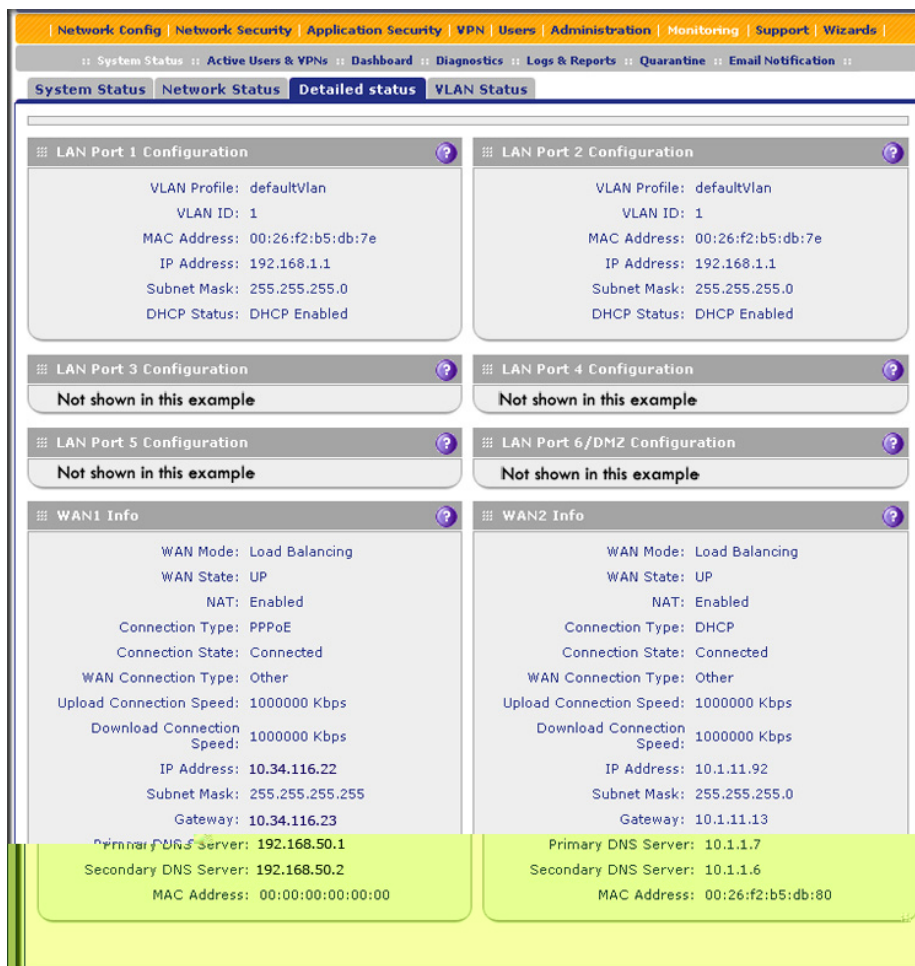 | Network Config | Network Security | Application Security | VPN | Users | Administration | Monitoring | Support | Wizards |
:: System Status :: Active Users & VPNs :: Dashboard :: Diagnostics :: Logs & Reports :: Quarantine :: Email Notification ::
System Status Network Status Detailed status VLAN Status
LAN Port 1 Configuration
VLAN Profile: defaultVlan
VLAN ID: 1
MAC Address: 00:26:f2:b5:db:7e
IP Address: 192.168.1.1
Subnet Mask: 255.255.255.0
DHCP Status: DHCP Enabled
LAN Port 2 Configuration
VLAN Profile: defaultVlan
VLAN ID: 1
MAC Address: 00:26:f2:b5:db:7e
IP Address: 192.168.1.1
Subnet Mask: 255.255.255.0
DHCP Status: DHCP Enabled
LAN Port 3 Configuration
Not shown in this example
LAN Port 4 Configuration
Not shown in this example
LAN Port 5 Configuration
Not shown in this example
LAN Port 6/DMZ Configuration
Not shown in this example
WAN1 Info
WAN Mode: Load Balancing
WAN State: UP
NAT: Enabled
Connection Type: PPPoE
Connection State: Connected
WAN Connection Type: Other
Upload Connection Speed: 1000000 Kbps
Download Connection
Speed: 1000000 Kbps
IP Address: 10.34.116.22
Subnet Mask: 255.255.255.255
Gateway: 10.34.116.23
Primary DNS Server: 192.168.50.1
Secondary DNS Server: 192.168.50.2
MAC Address: 00:00:00:00:00:00
WAN2 Info
WAN Mode: Load Balancing
WAN State: UP
NAT: Enabled
Connection Type: DHCP
Connection State: Connected
WAN Connection Type: Other
Upload Connection Speed: 1000000 Kbps
Download Connection
Speed: 1000000 Kbps
IP Address: 10.1.11.92
Subnet Mask: 255.255.255.0
Gateway: 10.1.11.13
Primary DNS Server: 10.1.1.7
Secondary DNS Server: 10.1.1.6
MAC Address: 00:26:f2:b5:db:80